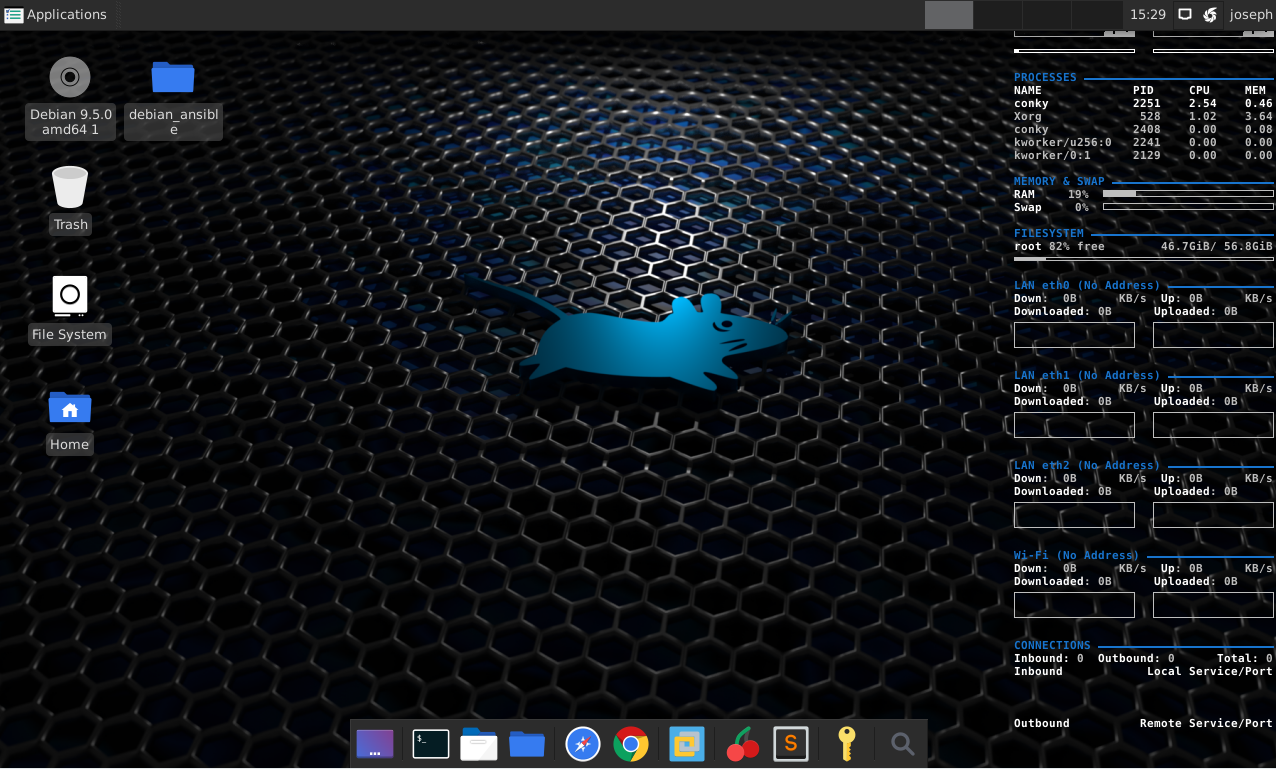 Applications
15:29
joseph
Debian 9.5.0
amd64 1
debian_ansibl
e
Trash
File System
Home
PROCESSES
NAME PID CPU MEM
conky 2251 2.54 0.46
Xorg 528 1.02 3.64
conky 2408 0.00 0.08
kworker/u256:0 2241 0.00 0.00
kworker/0:1 2129 0.00 0.00
MEMORY & SWAP
RAM 19%
Swap 0%
FILESYSTEM
root 82% free 46.7GiB/ 56.8GiB
LAN eth0 (No Address)
Down: 0B KB/s Up: 0B KB/s
Downloaded: 0B Uploaded: 0B
LAN eth1 (No Address)
Down: 0B KB/s Up: 0B KB/s
Downloaded: 0B Uploaded: 0B
LAN eth2 (No Address)
Down: 0B KB/s Up: 0B KB/s
Downloaded: 0B Uploaded: 0B
Wi-Fi (No Address)
Down: 0B KB/s Up: 0B KB/s
Downloaded: 0B Uploaded: 0B
CONNECTIONS
Inbound: 0 Outbound: 0 Total: 0
Inbound Local Service/Port
Outbound Remote Service/Port
... $_ S